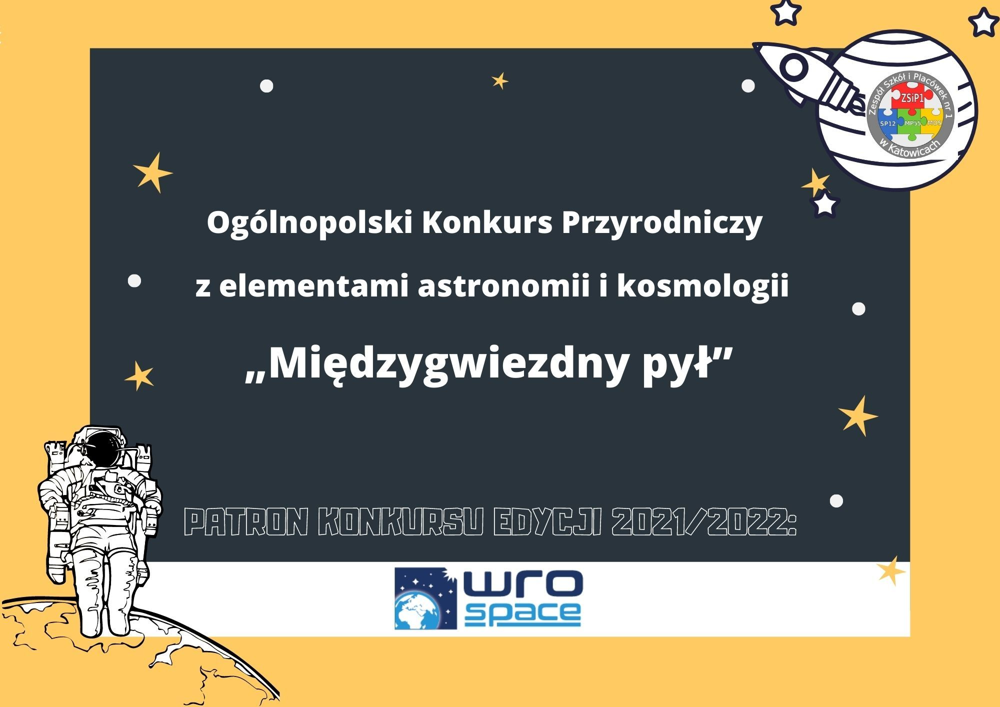 Zespół Szkół i Placówek nr 1
ZSiP1
SP12 MP55 MOS
w Katowicach
Ogólnopolski Konkurs Przyrodniczy
z elementami astronomii i kosmologii
„Międzygwiezdny pył”
PATRON KONKURSU EDYCJI 2021/2022:
wro
space